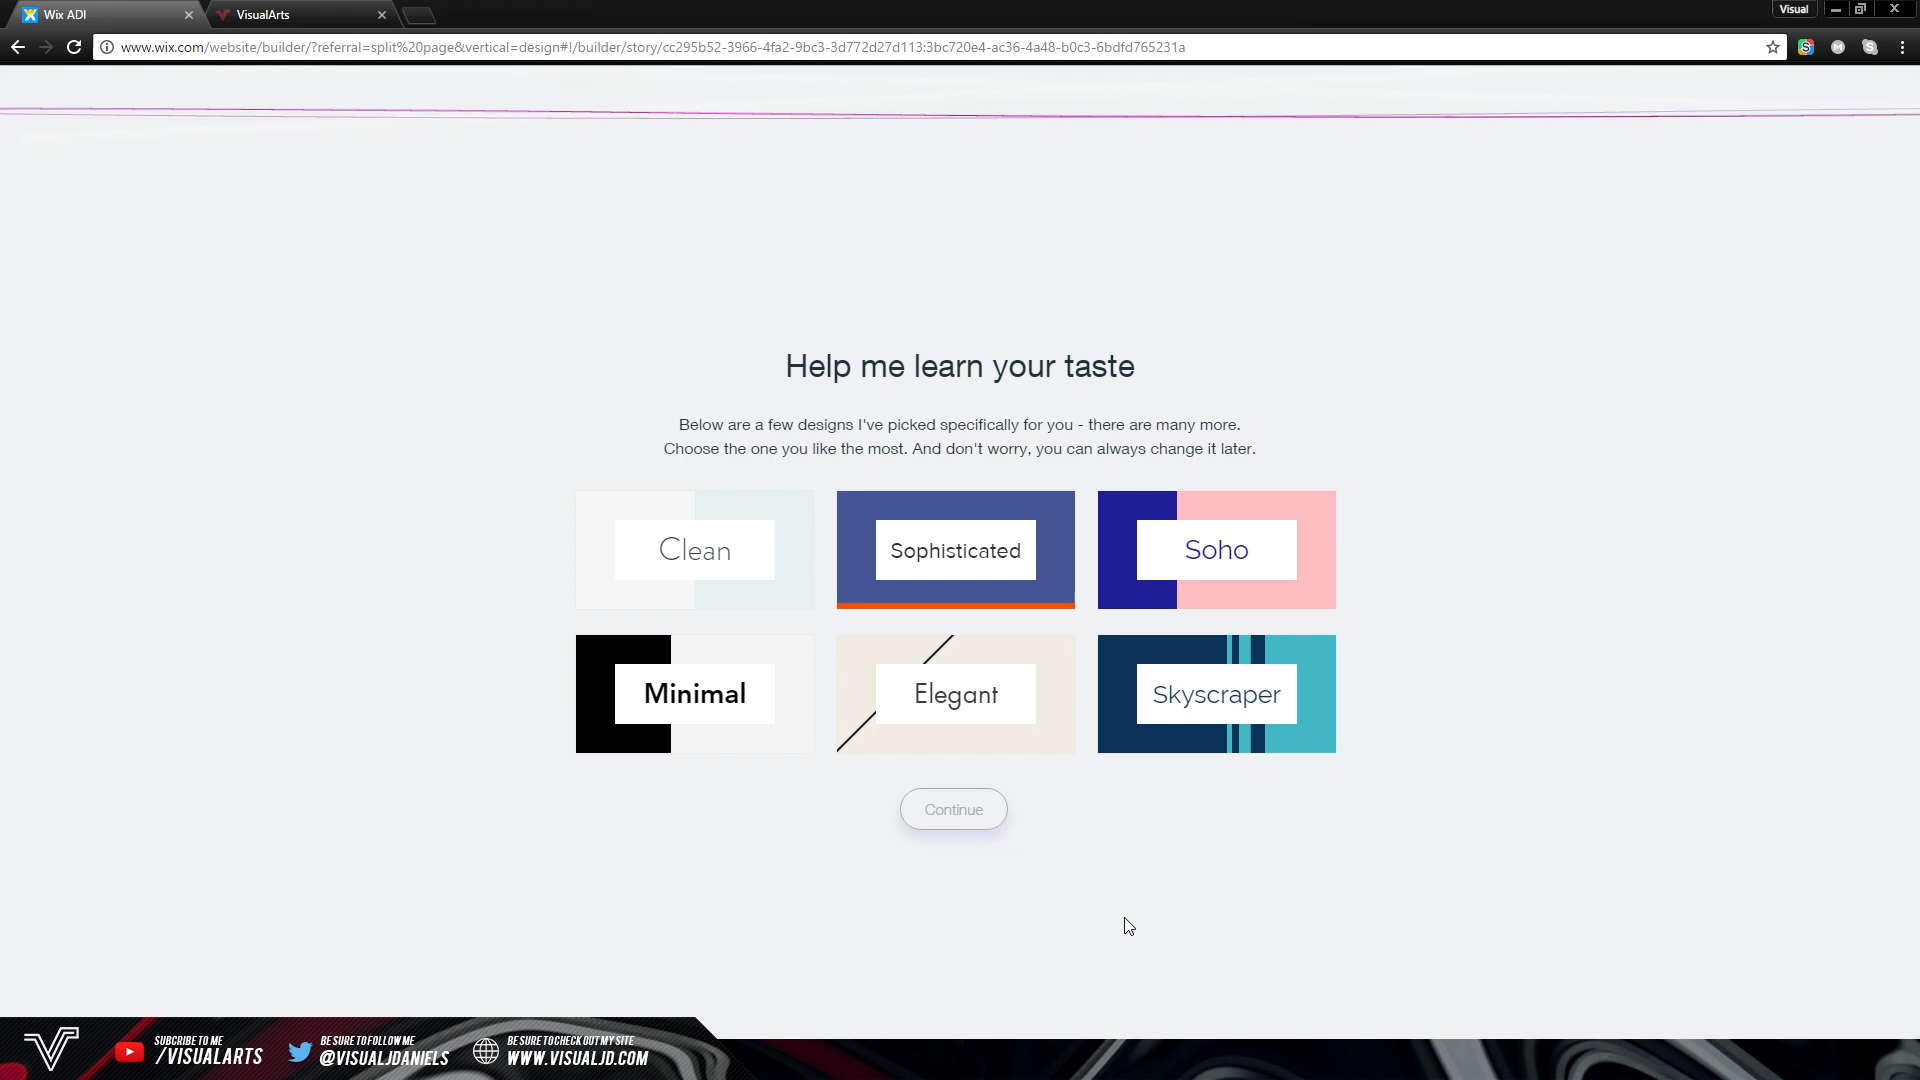 Wix ADI
VisualArts
Visual
www.wix.com/website/builder/?referral=split%20page&vertical=design#!/builder/story/cc295b52-3966-4fa2-9bc3-3d772d27d113:3bc720e4-ac36-4a48-b0c3-6bdfd765231a
Help me learn your taste
Below are a few designs I've picked specifically for you - there are many more.
Choose the one you like the most. And don't worry, you can always change it later.
Clean
Sophisticated
Soho
Minimal
Elegant
Skyscraper
Continue
SUBCRIBE TO ME
/VISUALARTS
BE SURE TO FOLLOW ME
@VISUALJDANIELS
BE SURE TO CHECK OUT MY SITE
WWW.VISUALJD.COM